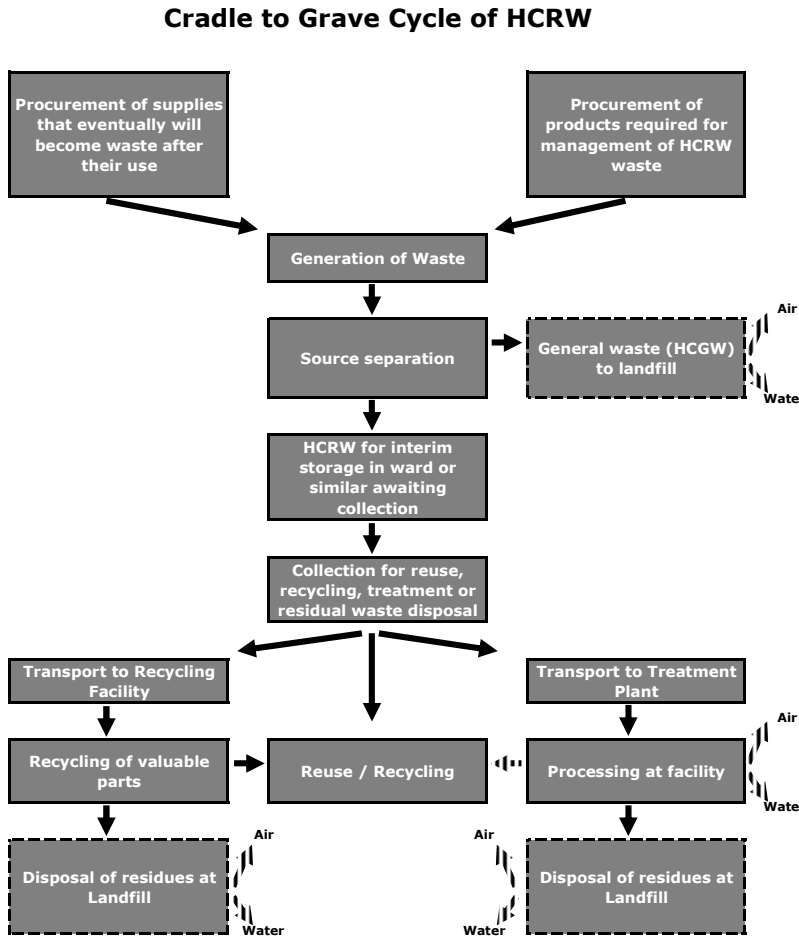 Cradle to Grave Cycle of HCRW
Procurement of supplies
that eventually will
become waste after
their use
Procurement of
products required for
management of HCRW
waste
Generation of Waste
Air
Source separation
General waste (HCGW)
to landfill
Water
HCRW for interim
storage in ward or
similar awaiting
collection
Collection for reuse,
recycling, treatment or
residual waste disposal
Transport to Recycling
Facility
Transport to Treatment
Plant
Air
Recycling of valuable
parts
Reuse / Recycling
Processing at facility
Water
Air
Air
Disposal of residues at
Landfill
Disposal of residues at
Landfill
Water
Water